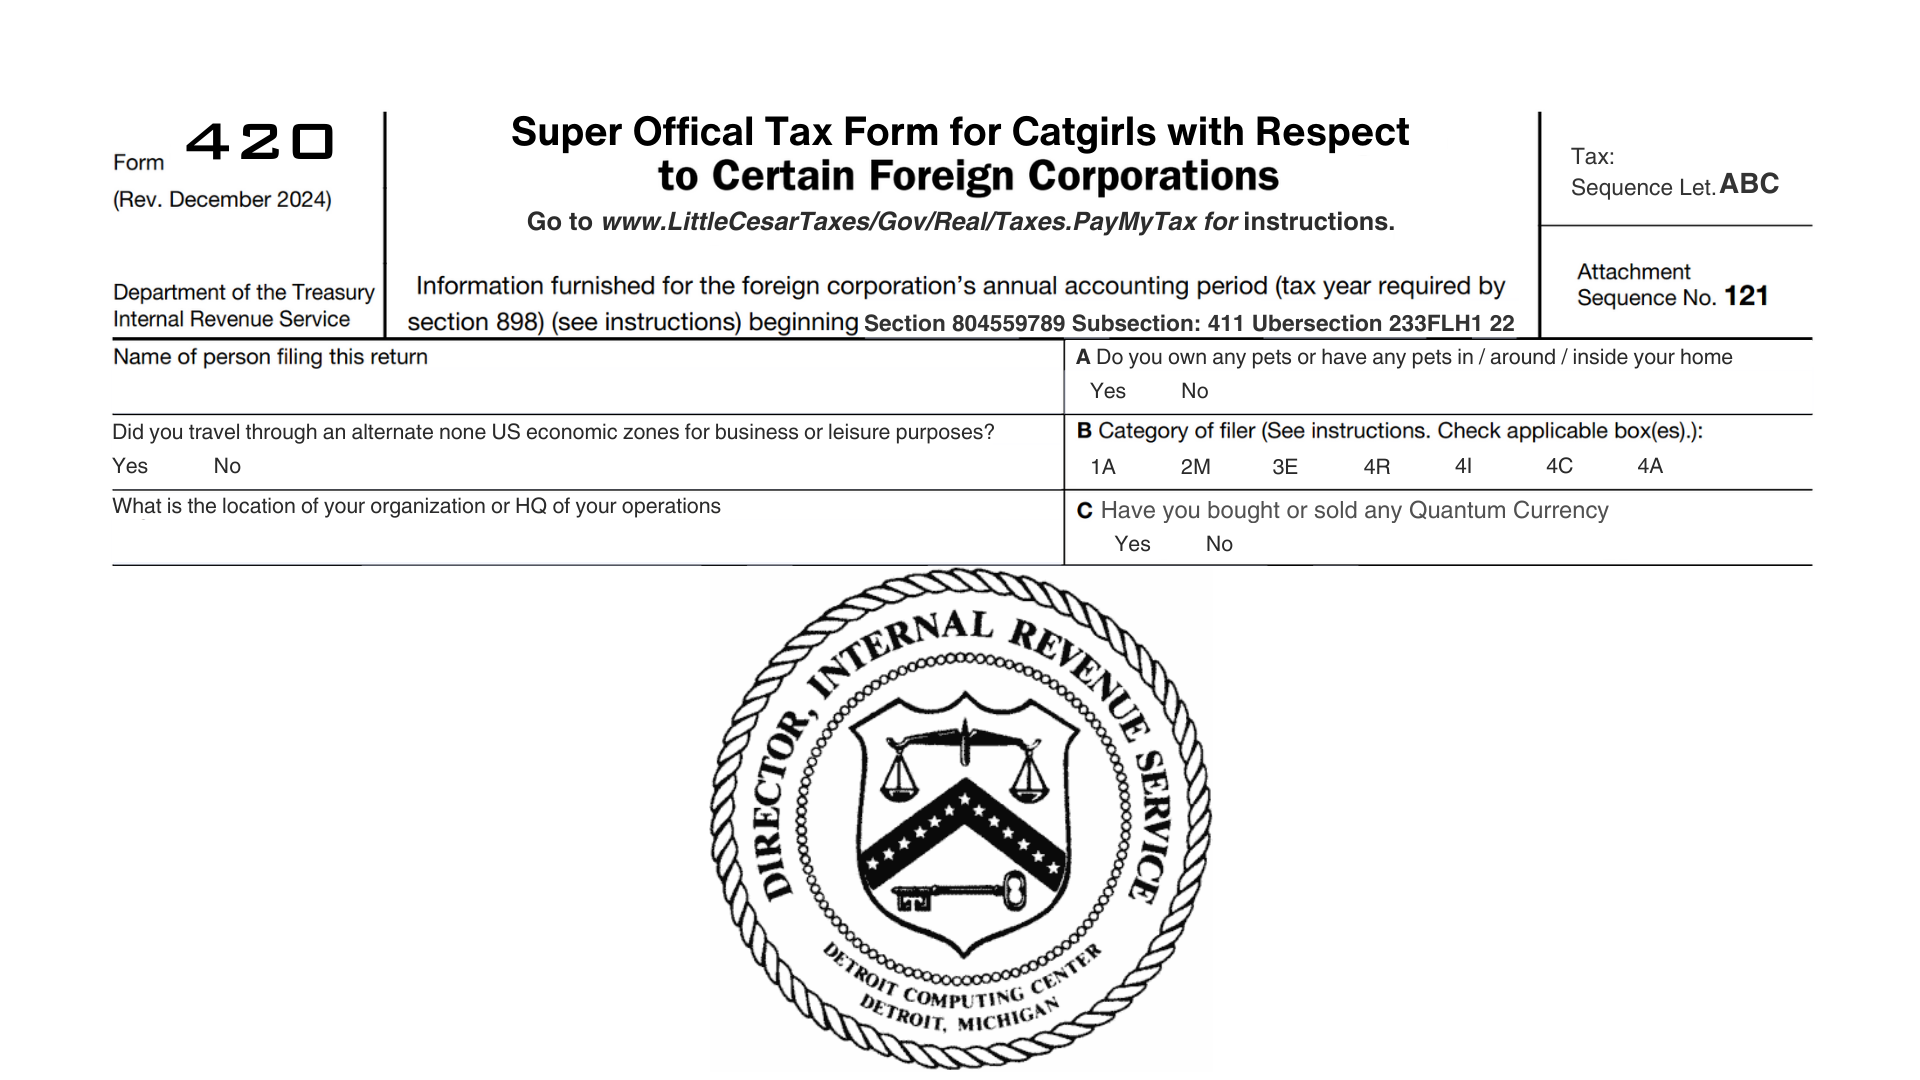 Form 420
(Rev. December 2024)
Department of the Treasury
Internal Revenue Service
Super Offical Tax Form for Catgirls with Respect
to Certain Foreign Corporations
Go to www.LittleCesarTaxes/Gov/Real/Taxes.PayMyTax for instructions.
Information furnished for the foreign corporation’s annual accounting period (tax year required by
section 898) (see instructions) beginning Section 804559789 Subsection: 411 Ubersection 233FLH1 22
Tax:
Sequence Let. ABC
Attachment
Sequence No. 121
Name of person filing this return
A Do you own any pets or have any pets in / around / inside your home
Yes No
Did you travel through an alternate none US economic zones for business or leisure purposes?
Yes No
B Category of filer (See instructions. Check applicable box(es).):
1A 2M 3E 4R 4I 4C 4A
What is the location of your organization or HQ of your operations
C Have you bought or sold any Quantum Currency
Yes No
DIRECTOR, INTERNAL REVENUE SERVICE
DETROIT COMPUTING CENTER
DETROIT, MICHIGAN